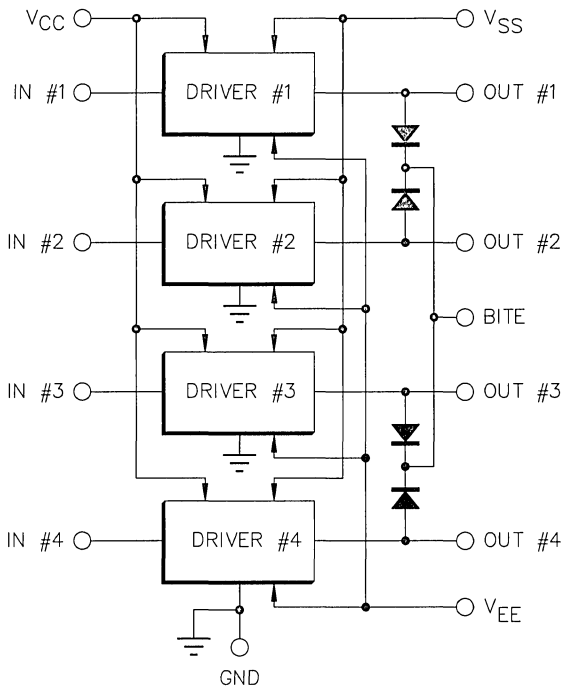 VCC
VSS
IN #1
DRIVER #1
OUT #1
IN #2
DRIVER #2
OUT #2
BITE
IN #3
DRIVER #3
OUT #3
IN #4
DRIVER #4
OUT #4
VEE
GND